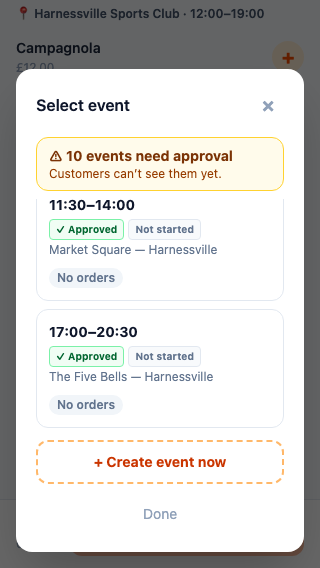 📍 Harnessville Sports Club · 12:00–19:00
Campagnola
£12.00
+
Select event
×
⚠ 10 events need approval
Customers can’t see them yet.
11:30–14:00
✓ Approved Not started
Market Square — Harnessville
No orders
17:00–20:30
✓ Approved Not started
The Five Bells — Harnessville
No orders
+ Create event now
Done